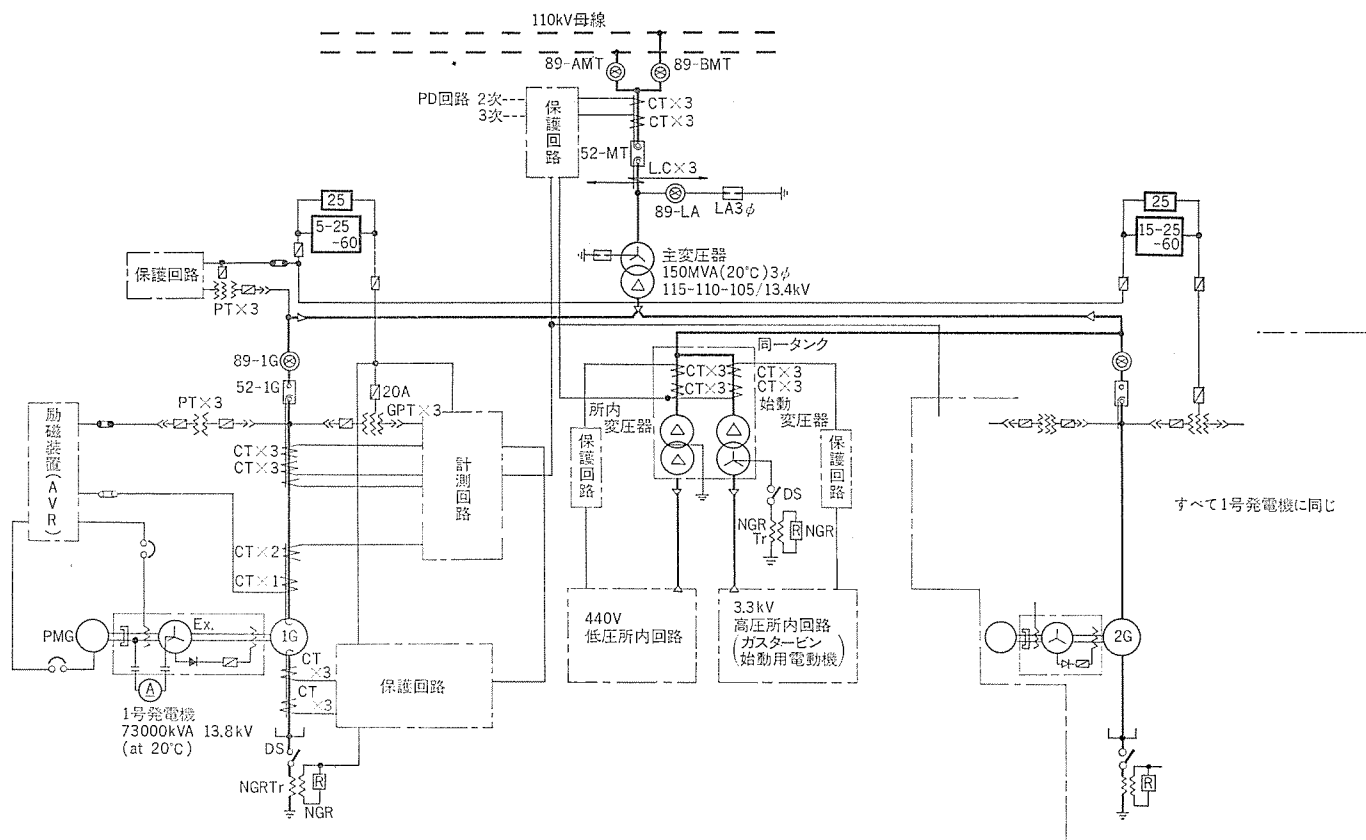 110kV母線
89-AMT
89-BMT
PD回路 2次
3次
保護回路
CT×3
CT×3
52-MT
L.C×3
89-LA
LA3φ
主変圧器
150MVA(20°C)3φ
115-110-105/13.4kV
25
5-25
-60
保護回路
PT×3
25
15-25
-60
89-1G
52-1G
同一タンク
CT×3
CT×3
CT×3
CT×3
所内
変圧器
始動
変圧器
保護回路
保護回路
励磁装置(AVR)
PT×3
20A
GPT×3
CT×3
CT×3
計測回路
CT×2
CT×1
DS
NGR
Tr
R
NGR
すべて1号発電機に同じ
PMG
Ex.
1G
A
1号発電機
73000kVA 13.8kV
(at 20°C)
CT
×3
CT
×3
保護回路
440V
低圧所内回路
3.3kV
高圧所内回路
(ガスタービン
始動用電動機)
2G
DS
NGRTr
R
NGR
R